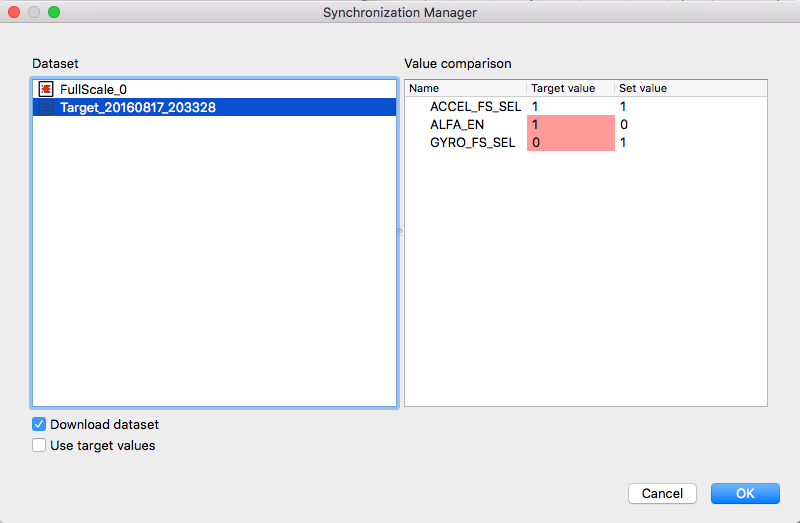 Synchronization Manager
Dataset
Value comparison
FullScale_0
Target_20160817_203328
Name Target value Set value
ACCEL_FS_SEL 1 1
ALFA_EN 1 0
GYRO_FS_SEL 0 1
Download dataset
Use target values
Cancel OK